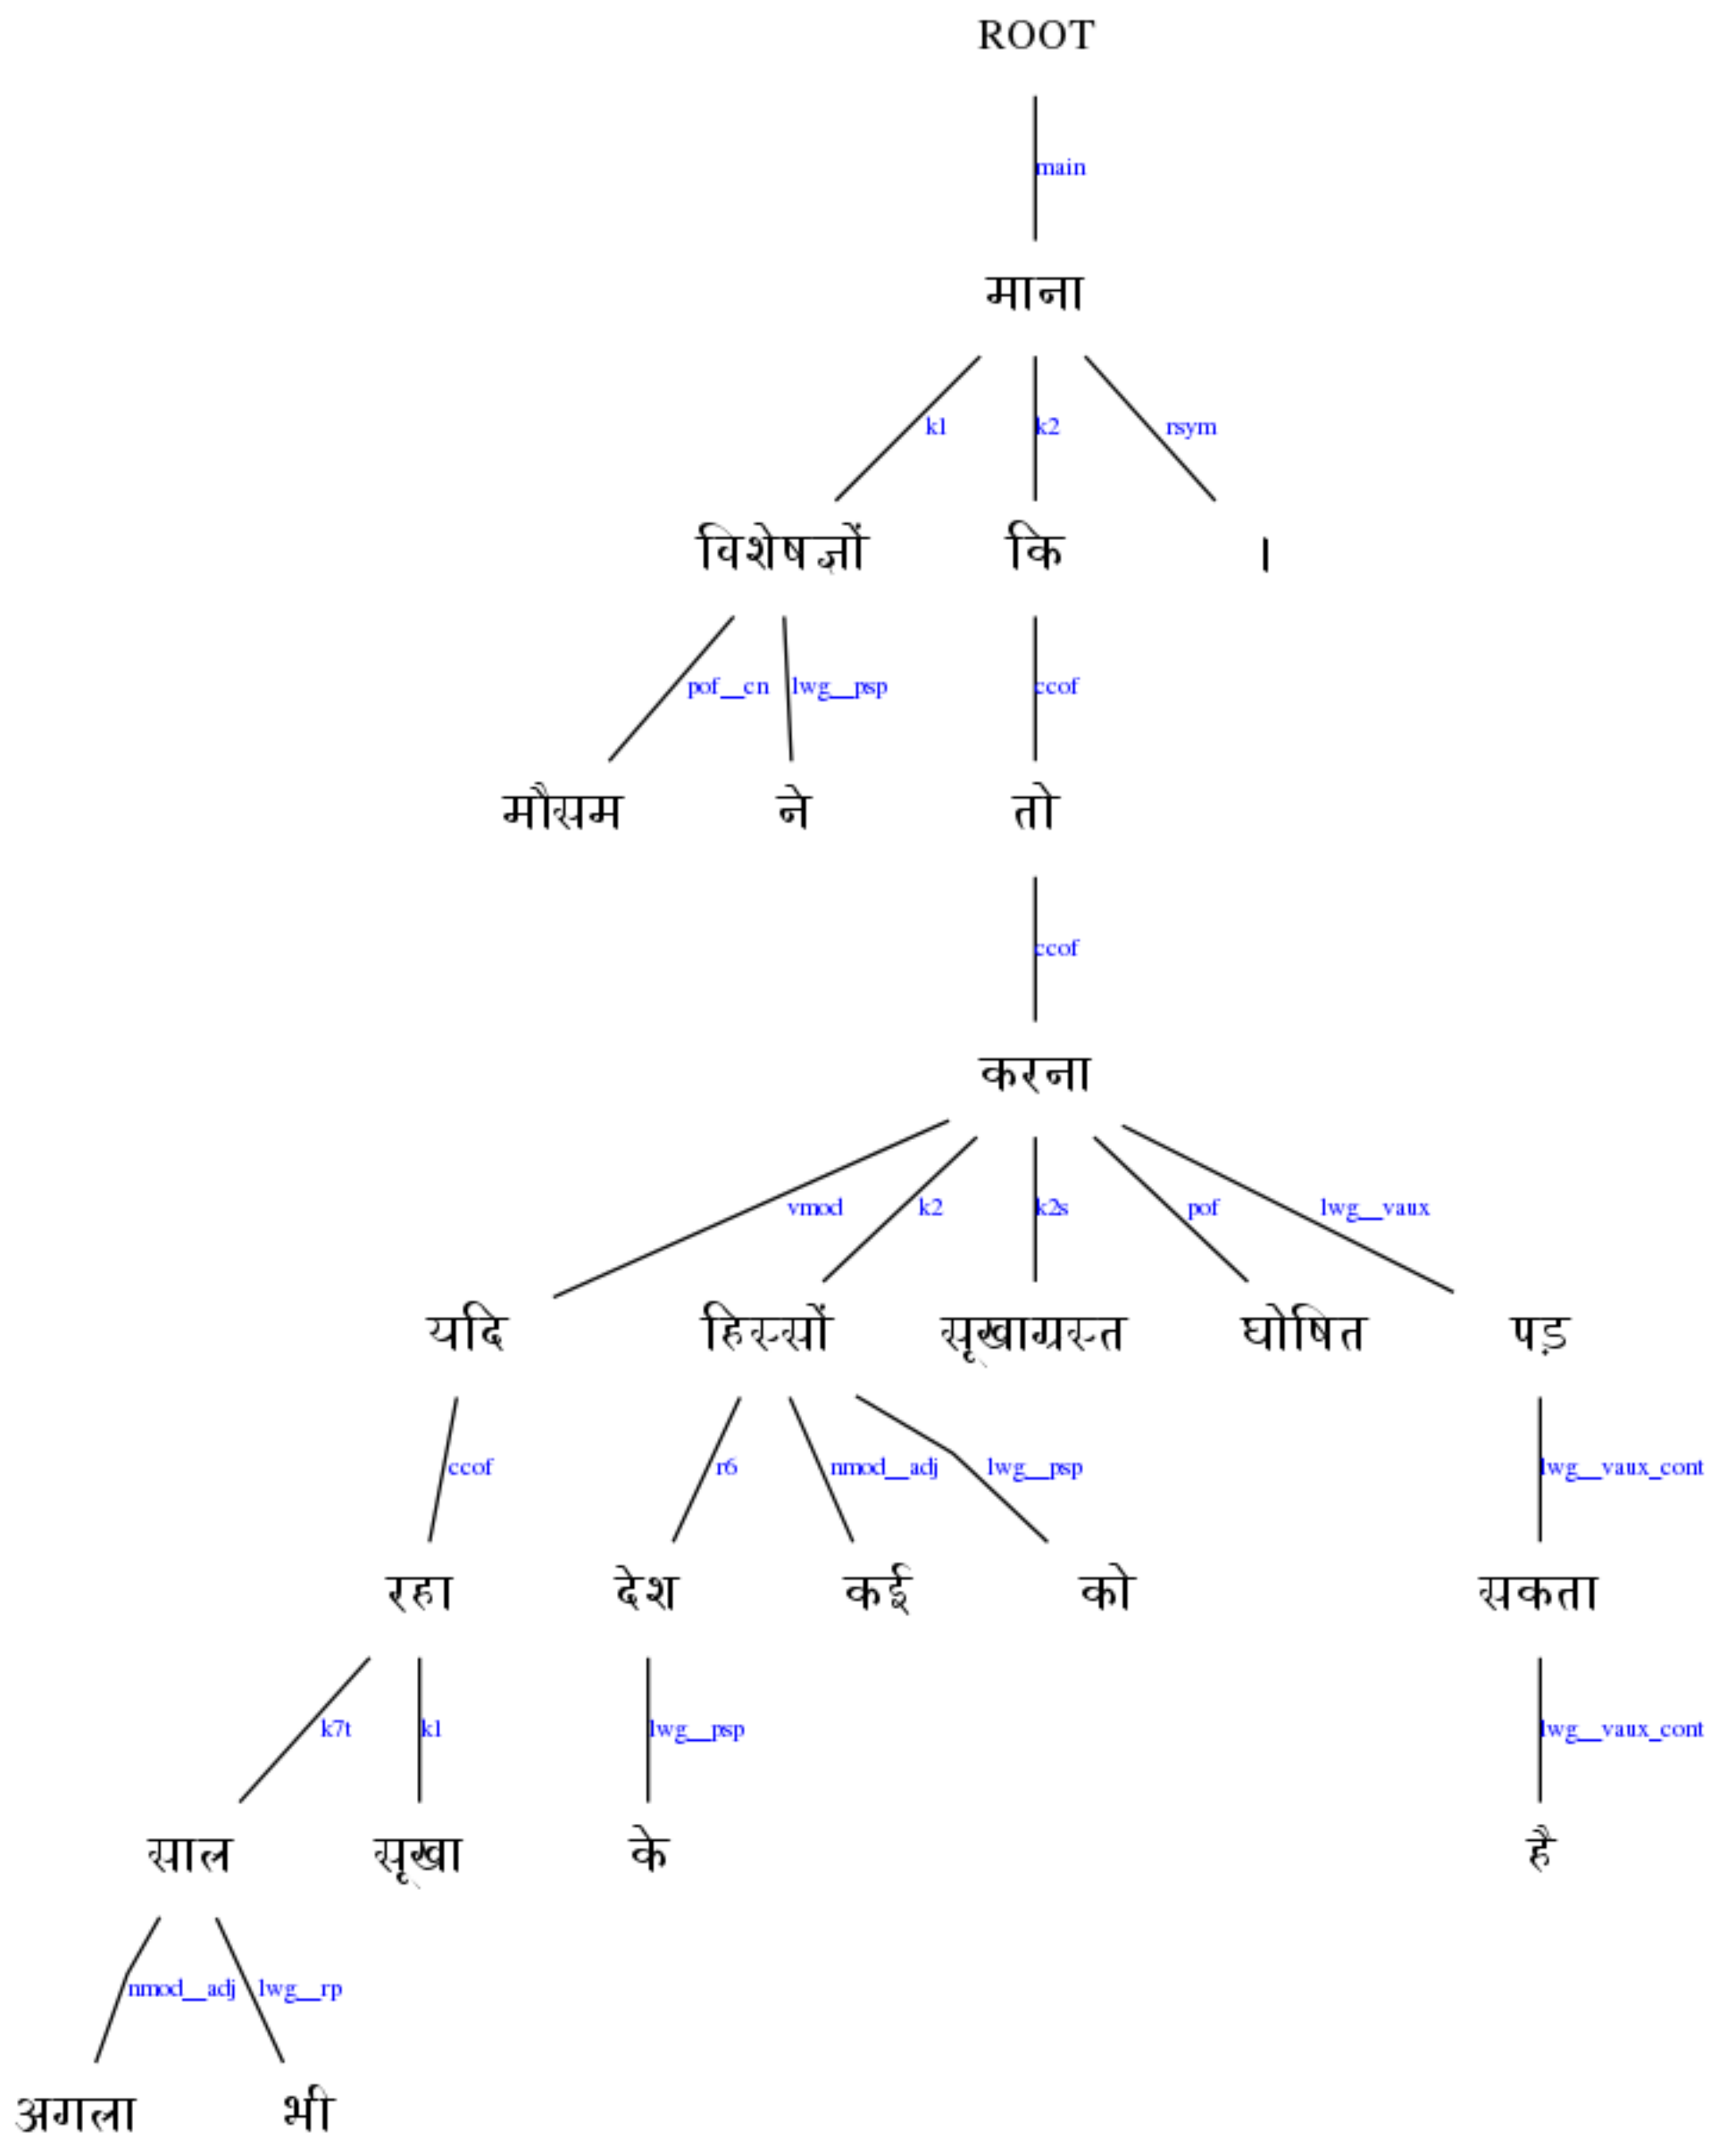 ROOT
main
माना
k1 k2 rsym
विशेषज्ञों कि ।
pof__cn lwg__psp ccof
मौसम ने तो
ccof
करना
vmod k2 k2s pof lwg__vaux
यदि हिस्सों सूखाग्रस्त घोषित पड़
ccof r6 nmod__adj lwg__psp lwg__vaux_cont
रहा देश कई को सकता
k7t k1 lwg__psp lwg__vaux_cont
साल सूखा के है
nmod__adj lwg__rp
अगला भी